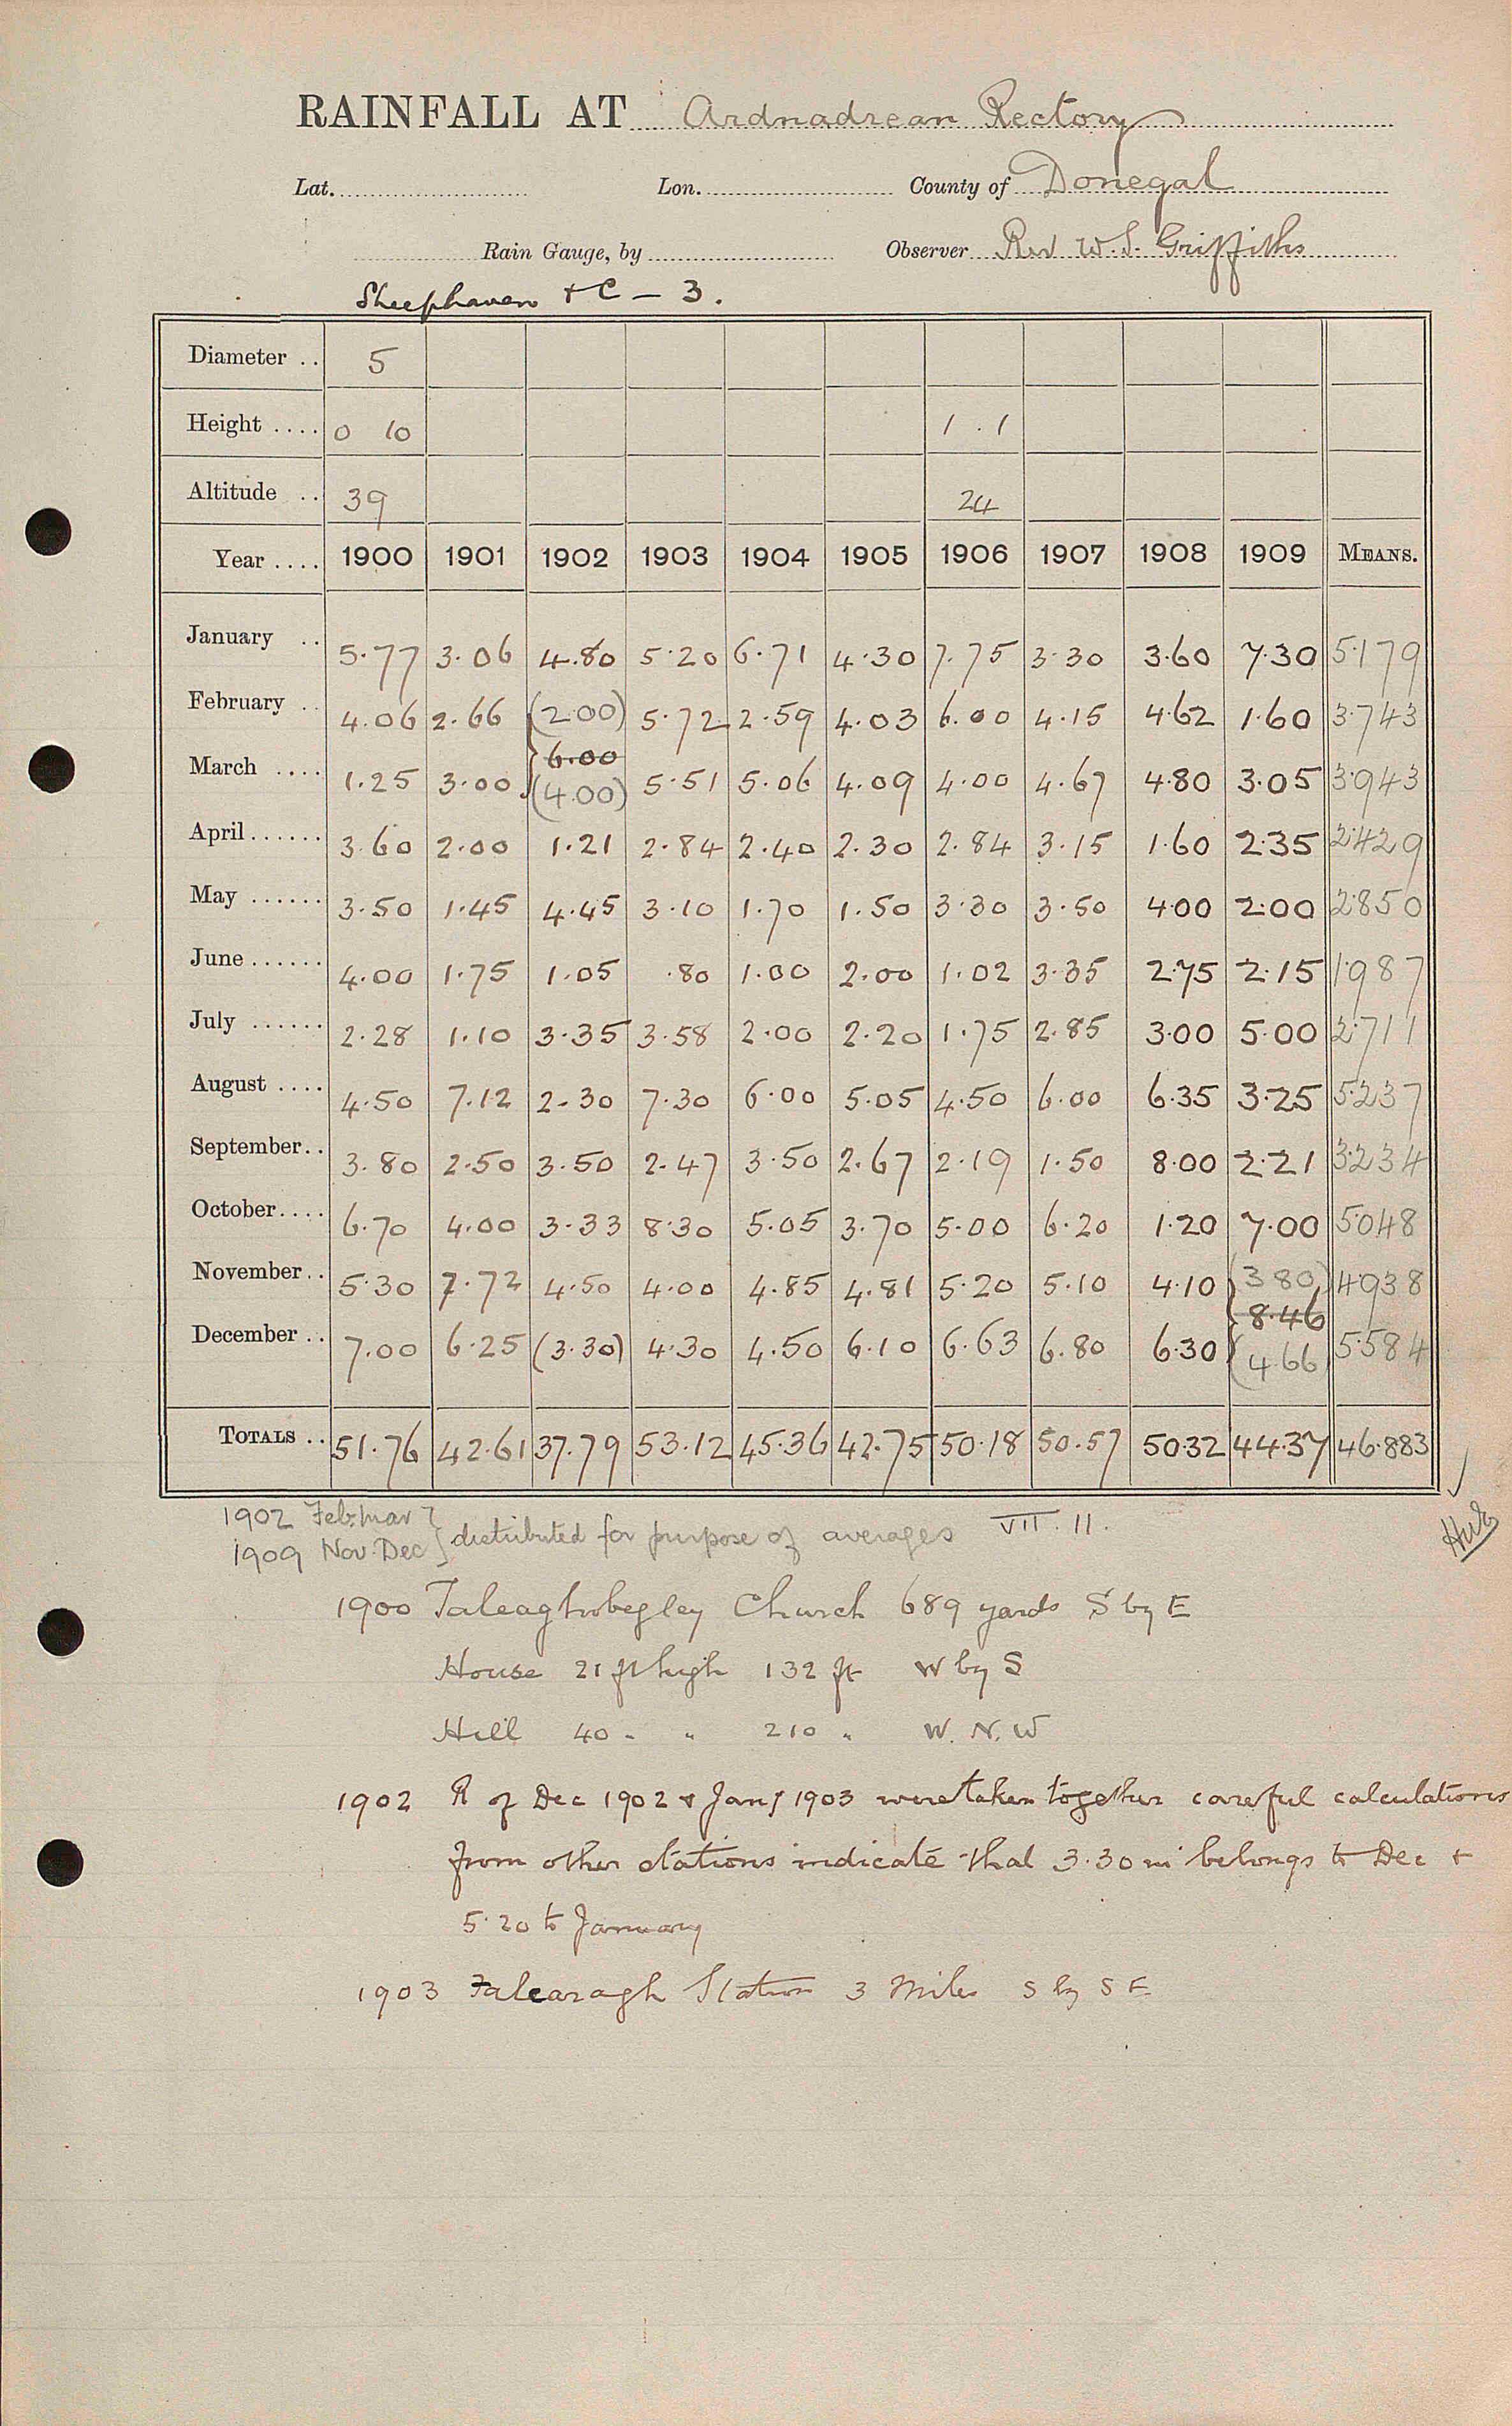 RAINFALL AT Ardnadrean Rectory
Lat. Lon. County of Donegal
Rain Gauge, by Observer Revd W. S. Griffiths
Sheephaven + C - 3.
Diameter .. 5
Height .... 0 10 1 . 1
Altitude .. 39 24
Year .... 1900 1901 1902 1903 1904 1905 1906 1907 1908 1909 MEANS.
January .. 5.77 3.06 4.80 5.20 6.71 4.30 7.75 3.30 3.60 7.30 5.179
February .. 4.06 2.66 (2.00) 5.72 2.59 4.03 6.00 4.15 4.62 1.60 3.743
6.00
March .... 1.25 3.00 (4.00) 5.51 5.06 4.09 4.00 4.67 4.80 3.05 3.943
April ...... 3.60 2.00 1.21 2.84 2.40 2.30 2.84 3.15 1.60 2.35 2.429
May ...... 3.50 1.45 4.45 3.10 1.70 1.50 3.30 3.50 4.00 2.00 2.850
June ...... 4.00 1.75 1.05 .80 1.00 2.00 1.02 3.35 2.75 2.15 1.987
July ...... 2.28 1.10 3.35 3.58 2.00 2.20 1.75 2.85 3.00 5.00 2.711
August .... 4.50 7.12 2.30 7.30 6.00 5.05 4.50 6.00 6.35 3.25 5.237
September .. 3.80 2.50 3.50 2.47 3.50 2.67 2.19 1.50 8.00 2.21 3.234
October .... 6.70 4.00 3.33 8.30 5.05 3.70 5.00 6.20 1.20 7.00 5.048
November .. 5.30 7.72 4.50 4.00 4.85 4.81 5.20 5.10 4.10 (3.80) 4.938
8.46
December .. 7.00 6.25 (3.30) 4.30 4.50 6.10 6.63 6.80 6.30 (4.66) 5.584
TOTALS .. 51.76 42.61 37.79 53.12 45.36 42.75 50.18 50.57 50.32 44.37 46.883
1902 Feb. Mar }
1909 Nov. Dec } distributed for purpose of averages VII. 11.
1900 Taleaghobegley Church 689 yards S by E
House 21 ft high 132 ft W by S
Hill 40 " " 210 " W. N. W
1902 R of Dec 1902 & Jany 1903 were taken together careful calculations
from other stations indicate that 3.30 in belongs to Dec +
5.20 to January
1903 Falcaragh Station 3 Miles S by S E